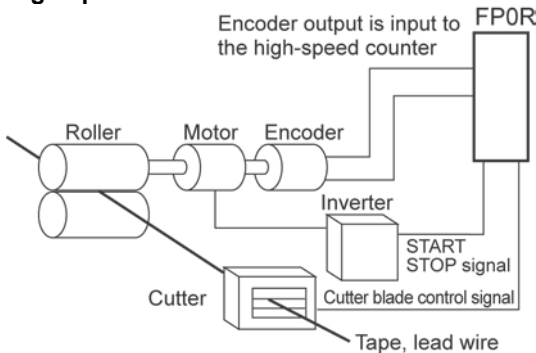 Encoder output is input to
the high-speed counter
FP0R
Roller
Motor
Encoder
Inverter
START
STOP signal
Cutter
Cutter blade control signal
Tape, lead wire